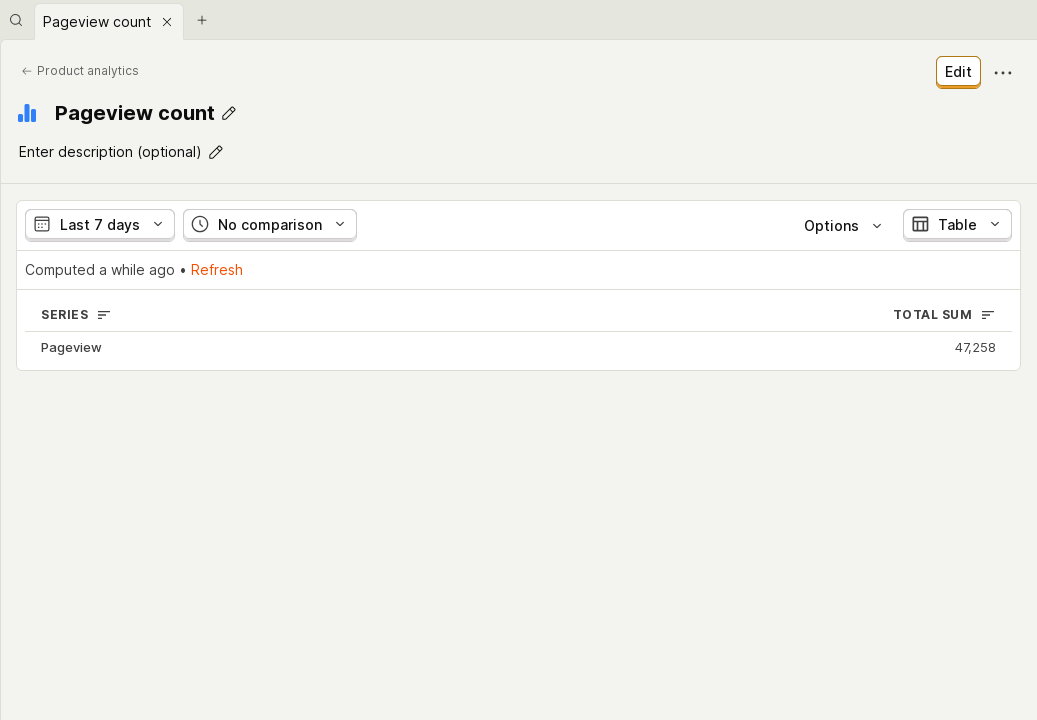 Pageview count
Product analytics
Edit
Pageview count
Enter description (optional)
Last 7 days
No comparison
Options
Table
Computed a while ago • Refresh
SERIES
TOTAL SUM
Pageview
47,258